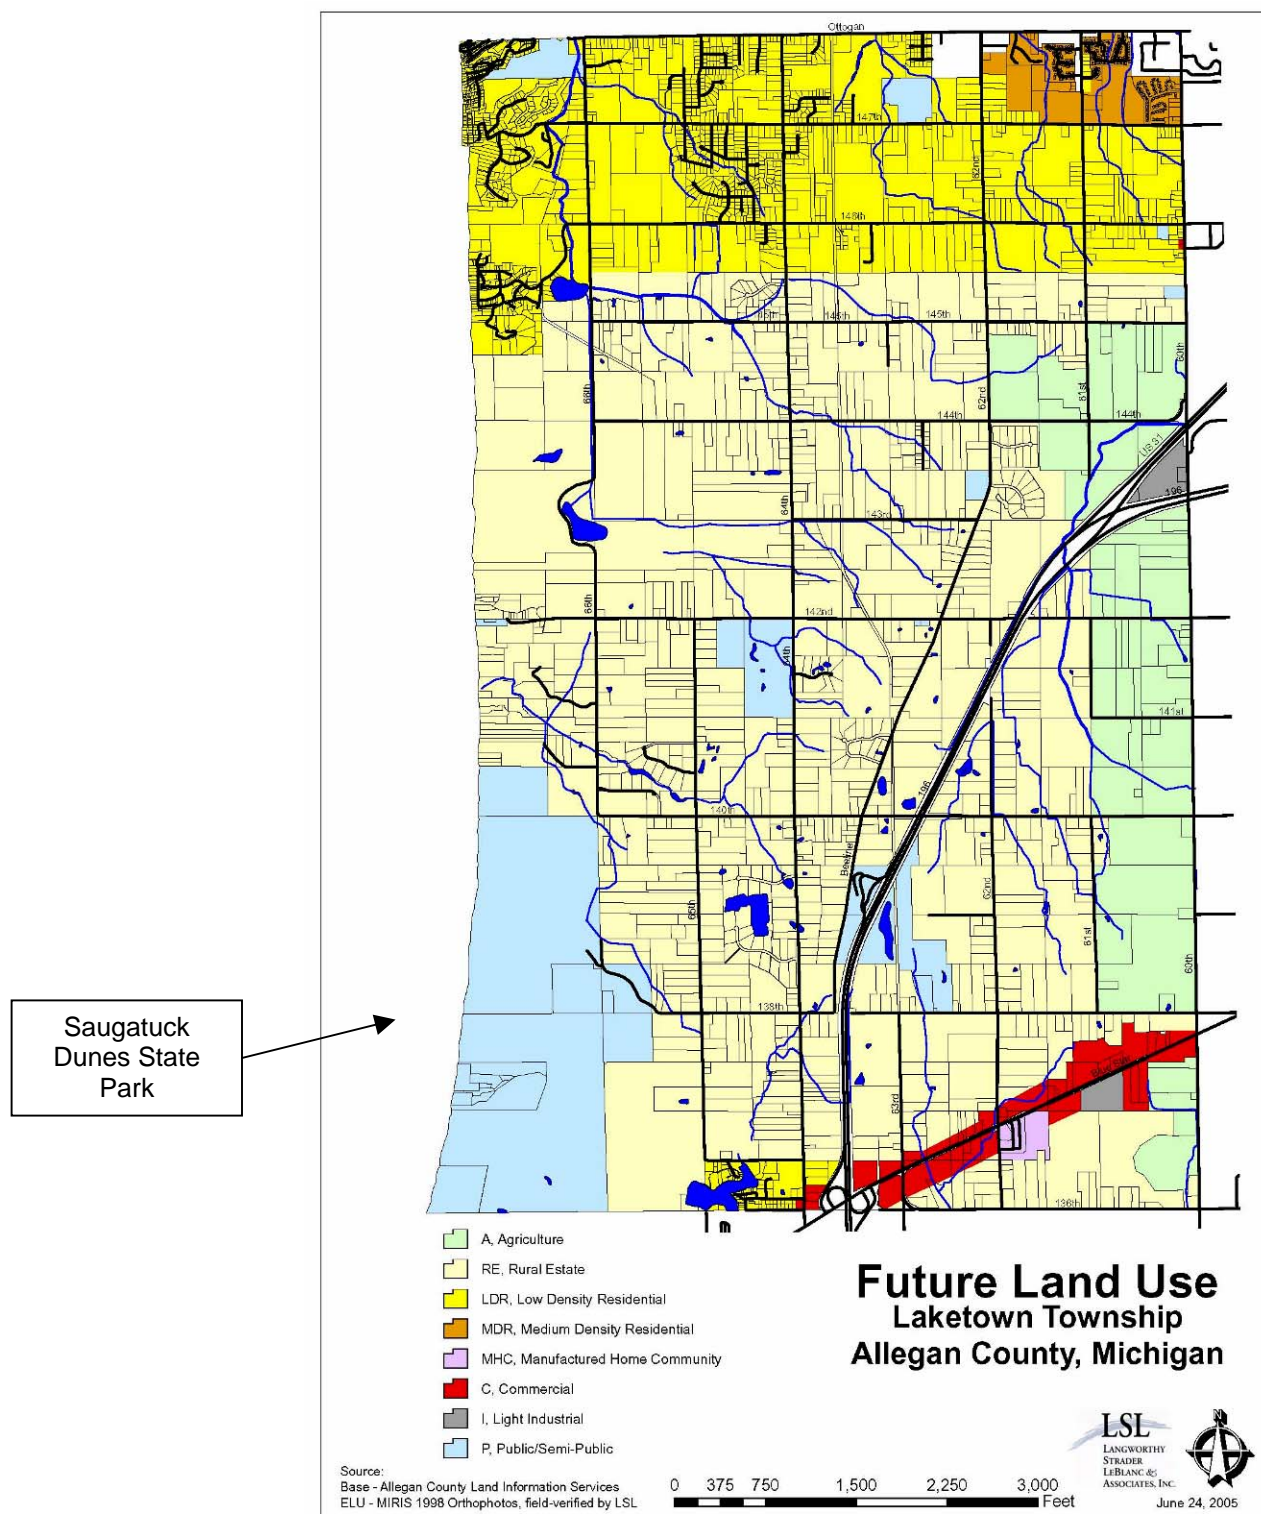 Ottogan
147th
62nd
146th
145th
145th
145th
60th
66th
62nd
61st
144th
144th
US 31
196
64th
143rd
66th
142nd
64th
141st
196
140th
Beeline
62nd
65th
61st
60th
138th
Saugatuck
Dunes State
Park
Blue Star
63rd
136th
A, Agriculture
RE, Rural Estate
LDR, Low Density Residential
MDR, Medium Density Residential
MHC, Manufactured Home Community
C, Commercial
I, Light Industrial
P, Public/Semi-Public
Future Land Use
Laketown Township
Allegan County, Michigan
LSL
LANGWORTHY
STRADER
LEBLANC &
ASSOCIATES, INC.
N
Source:
Base - Allegan County Land Information Services
ELU - MIRIS 1998 Orthophotos, field-verified by LSL
0 375 750 1,500 2,250 3,000
Feet
June 24, 2005